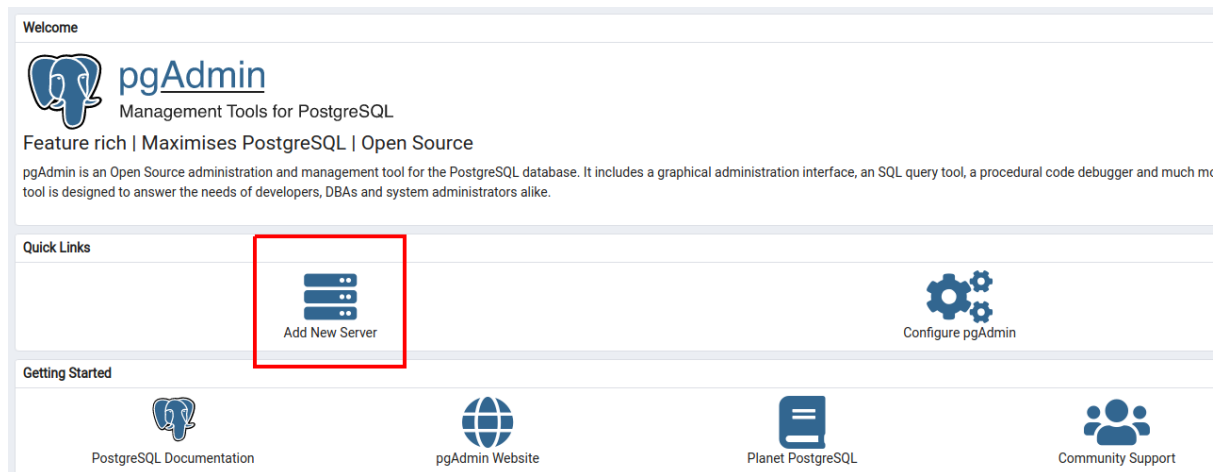 Welcome
pgAdmin
Management Tools for PostgreSQL
Feature rich | Maximises PostgreSQL | Open Source
pgAdmin is an Open Source administration and management tool for the PostgreSQL database. It includes a graphical administration interface, an SQL query tool, a procedural code debugger and much
tool is designed to answer the needs of developers, DBAs and system administrators alike.
Quick Links
Add New Server
Configure pgAdmin
Getting Started
PostgreSQL Documentation
pgAdmin Website
Planet PostgreSQL
Community Support